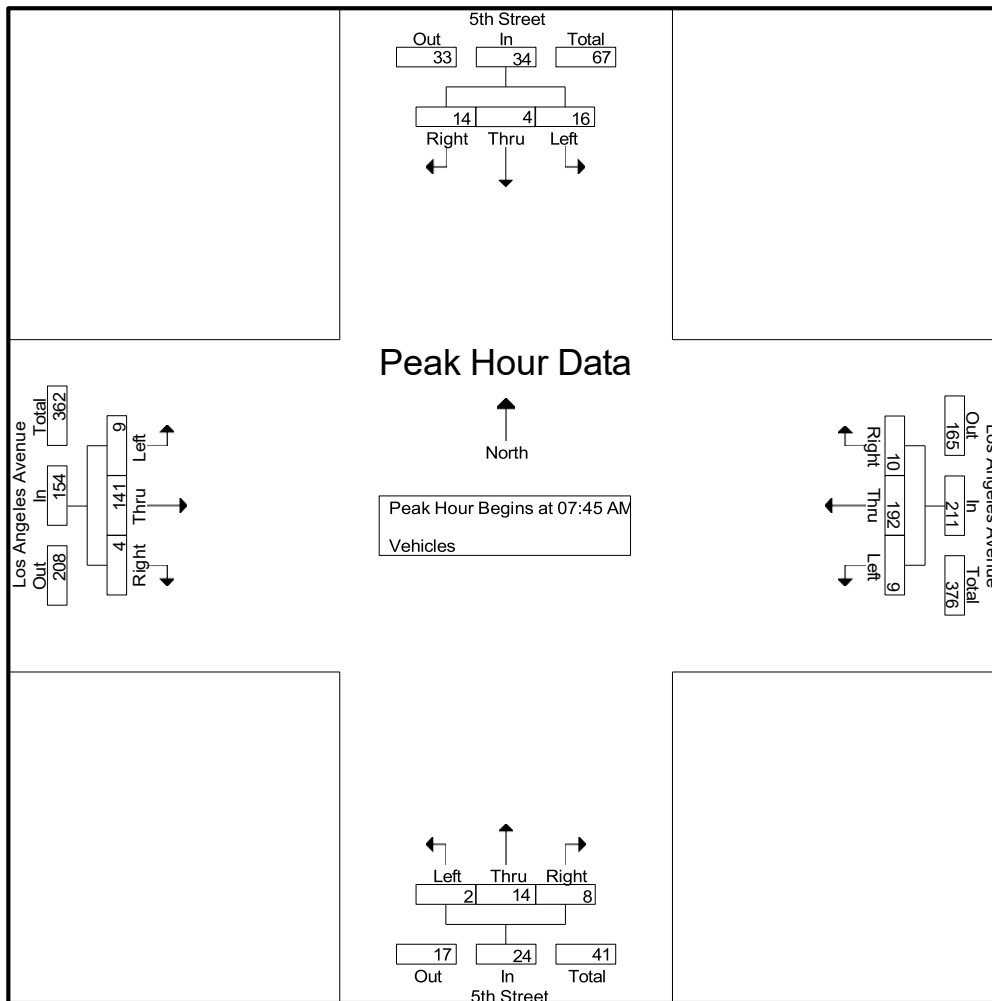 5th Street
Out In Total
33 34 67
14 4 16
Right Thru Left
Peak Hour Data
North
Peak Hour Begins at 07:45 AM
Vehicles
Los Angeles Avenue
Total In Out
362 154 208
9 141 4
Left Thru Right
Right Thru Left
10 192 9
Out In Total
165 211 376
Los Angeles Avenue
Left Thru Right
2 14 8
17 24 41
Out In Total
5th Street